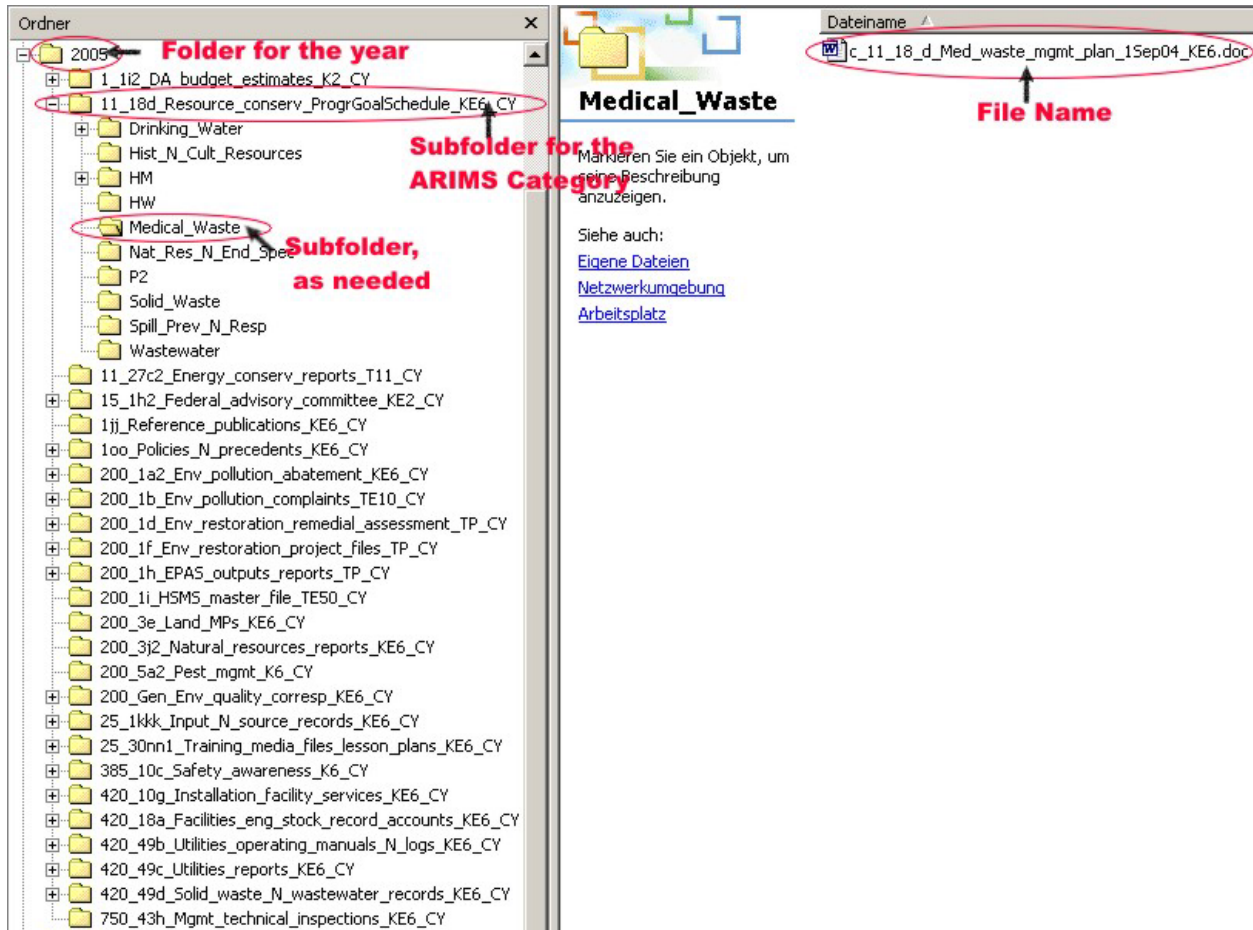 Ordner
2005
Folder for the year
1_1i2_DA_budget_estimates_K2_CY
11_18d_Resource_conserv_ProgrGoalSchedule_KE6_CY
Drinking_Water
Hist_N_Cult_Resources
HM
HW
Medical_Waste
Nat_Res_N_End_Spec
P2
Solid_Waste
Spill_Prev_N_Resp
Wastewater
11_27c2_Energy_conserv_reports_T11_CY
15_1h2_Federal_advisory_committee_KE2_CY
1jj_Reference_publications_KE6_CY
1oo_Policies_N_precedents_KE6_CY
200_1a2_Env_pollution_abatement_KE6_CY
200_1b_Env_pollution_complaints_TE10_CY
200_1d_Env_restoration_remedial_assessment_TP_CY
200_1f_Env_restoration_project_files_TP_CY
200_1h_EPAS_outputs_reports_TP_CY
200_1i_HSMS_master_file_TE50_CY
200_3e_Land_MPs_KE6_CY
200_3j2_Natural_resources_reports_KE6_CY
200_5a2_Pest_mgmt_K6_CY
200_Gen_Env_quality_corresp_KE6_CY
25_1kkk_Input_N_source_records_KE6_CY
25_30nn1_Training_media_files_lesson_plans_KE6_CY
385_10c_Safety_awareness_K6_CY
420_10g_Installation_facility_services_KE6_CY
420_18a_Facilities_eng_stock_record_accounts_KE6_CY
420_49b_Utilities_operating_manuals_N_logs_KE6_CY
420_49c_Utilities_reports_KE6_CY
420_49d_Solid_waste_N_wastewater_records_KE6_CY
750_43h_Mgmt_technical_inspections_KE6_CY
Subfolder for the
ARIMS Category
Subfolder,
as needed
Medical_Waste
Markieren Sie ein Objekt, um
seine Beschreibung
anzuzeigen.
Siehe auch:
Eigene Dateien
Netzwerkumgebung
Arbeitsplatz
Dateiname
c_11_18_d_Med_waste_mgmt_plan_1Sep04_KE6.doc
File Name